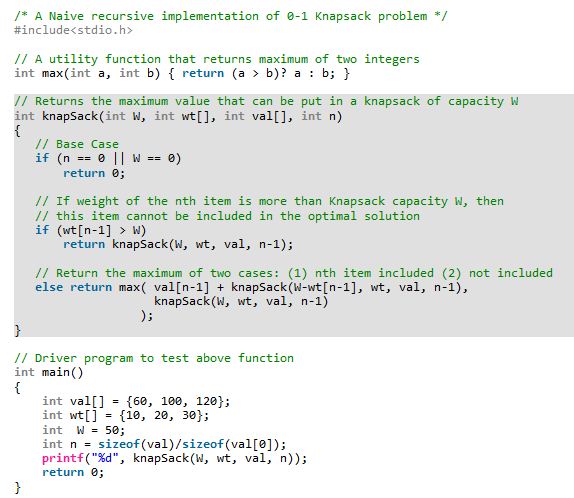 /* A Naive recursive implementation of 0-1 Knapsack problem */
#include<stdio.h>

// A utility function that returns maximum of two integers
int max(int a, int b) { return (a > b)? a : b; }

// Returns the maximum value that can be put in a knapsack of capacity W
int knapSack(int W, int wt[], int val[], int n)
{
   // Base Case
   if (n == 0 || W == 0)
       return 0;

   // If weight of the nth item is more than Knapsack capacity W, then
   // this item cannot be included in the optimal solution
   if (wt[n-1] > W)
       return knapSack(W, wt, val, n-1);

   // Return the maximum of two cases: (1) nth item included (2) not included
   else return max( val[n-1] + knapSack(W-wt[n-1], wt, val, n-1),
                    knapSack(W, wt, val, n-1)
                  );
}

// Driver program to test above function
int main()
{
    int val[] = {60, 100, 120};
    int wt[] = {10, 20, 30};
    int  W = 50;
    int n = sizeof(val)/sizeof(val[0]);
    printf("%d", knapSack(W, wt, val, n));
    return 0;
}